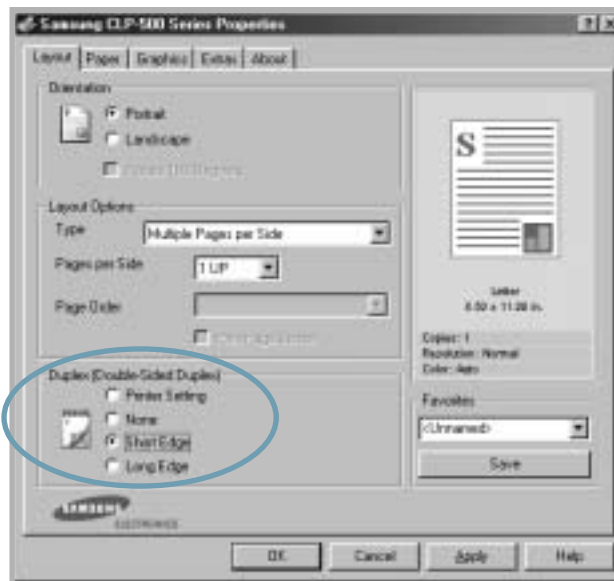 Samsung CLP-500 Series Properties
Layout Paper Graphics Extras About
Orientation
Portrait
Landscape
Layout Options
Type Multiple Pages per Side
Pages per Side 1 UP
Page Order
Duplex (Double-Sided Duplex)
Printer Setting
None
Short Edge
Long Edge
SAMSUNG
ELECTRONICS
S
Letter
8.50 x 11.00 in.
Copies: 1
Resolution: Normal
Color: Auto
Favorites
<Unnamed>
Save
OK Cancel Apply Help